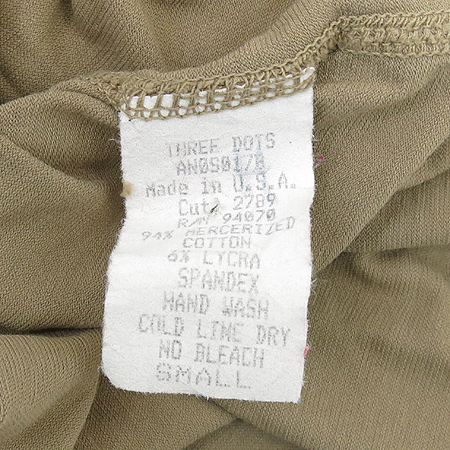 THREE DOTS
AN0S017B
Made in U.S.A.
Cut# 2789
RN# 94070
94% MERCERIZED
COTTON
6% LYCRA
SPANDEX
HAND WASH
COLD LINE DRY
NO BLEACH
SMALL